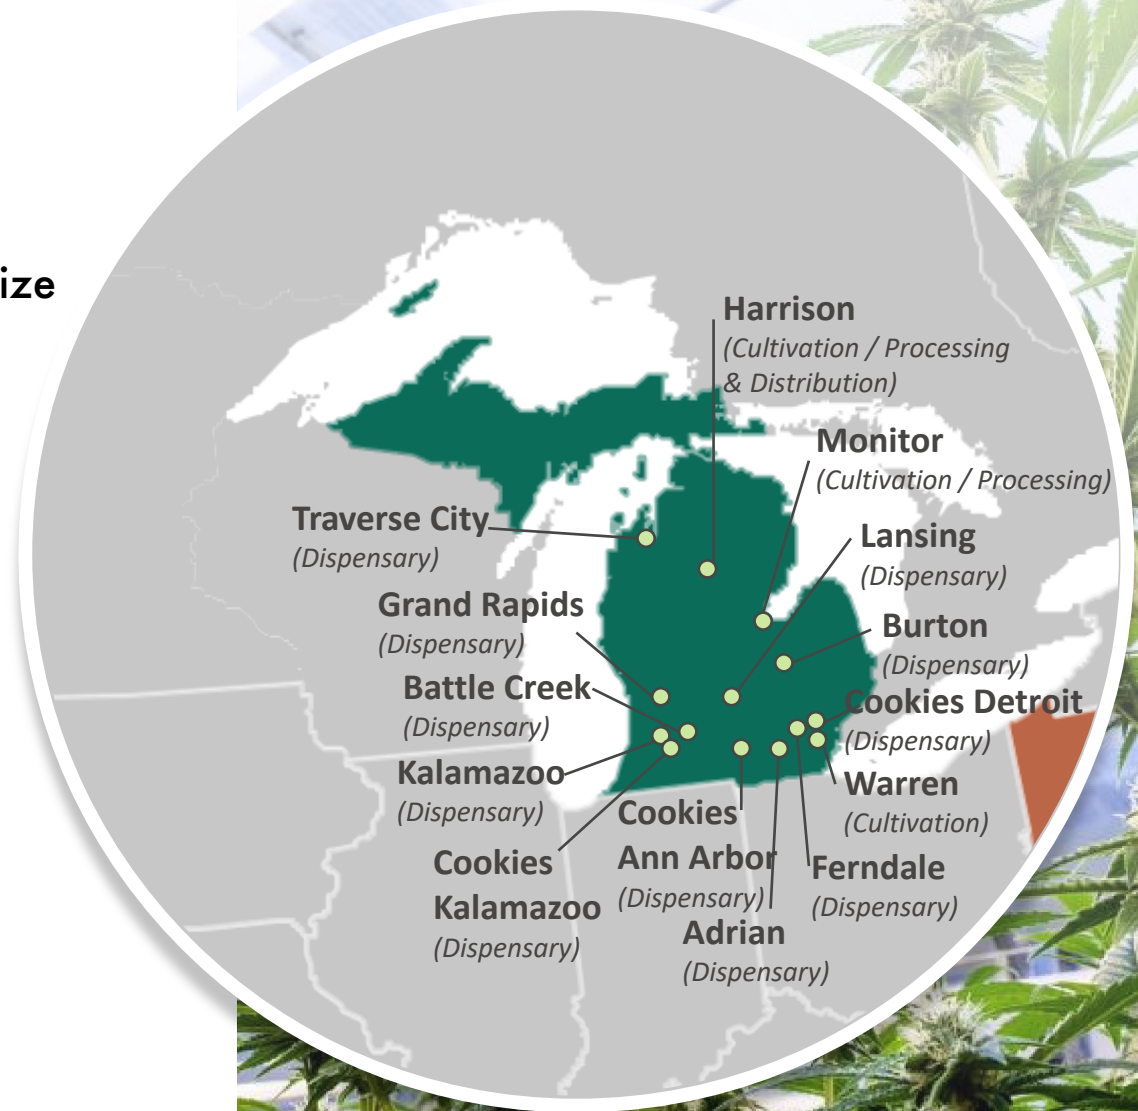 ize
Harrison
(Cultivation / Processing
& Distribution)
Monitor
(Cultivation / Processing)
Traverse City
(Dispensary)
Lansing
(Dispensary)
Grand Rapids
(Dispensary)
Burton
(Dispensary)
Battle Creek
(Dispensary)
Cookies Detroit
(Dispensary)
Kalamazoo
(Dispensary)
Warren
(Cultivation)
Cookies
Ann Arbor
(Dispensary)
Cookies
Kalamazoo
(Dispensary)
Ferndale
(Dispensary)
Adrian
(Dispensary)